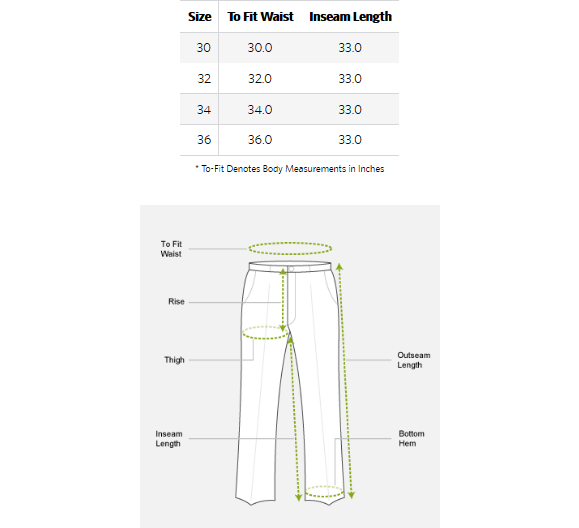 Size To Fit Waist Inseam Length
30 30.0 33.0
32 32.0 33.0
34 34.0 33.0
36 36.0 33.0
* To-Fit Denotes Body Measurements in Inches
To Fit
Waist
Rise
Thigh
Outseam
Length
Inseam
Length
Bottom
Hem